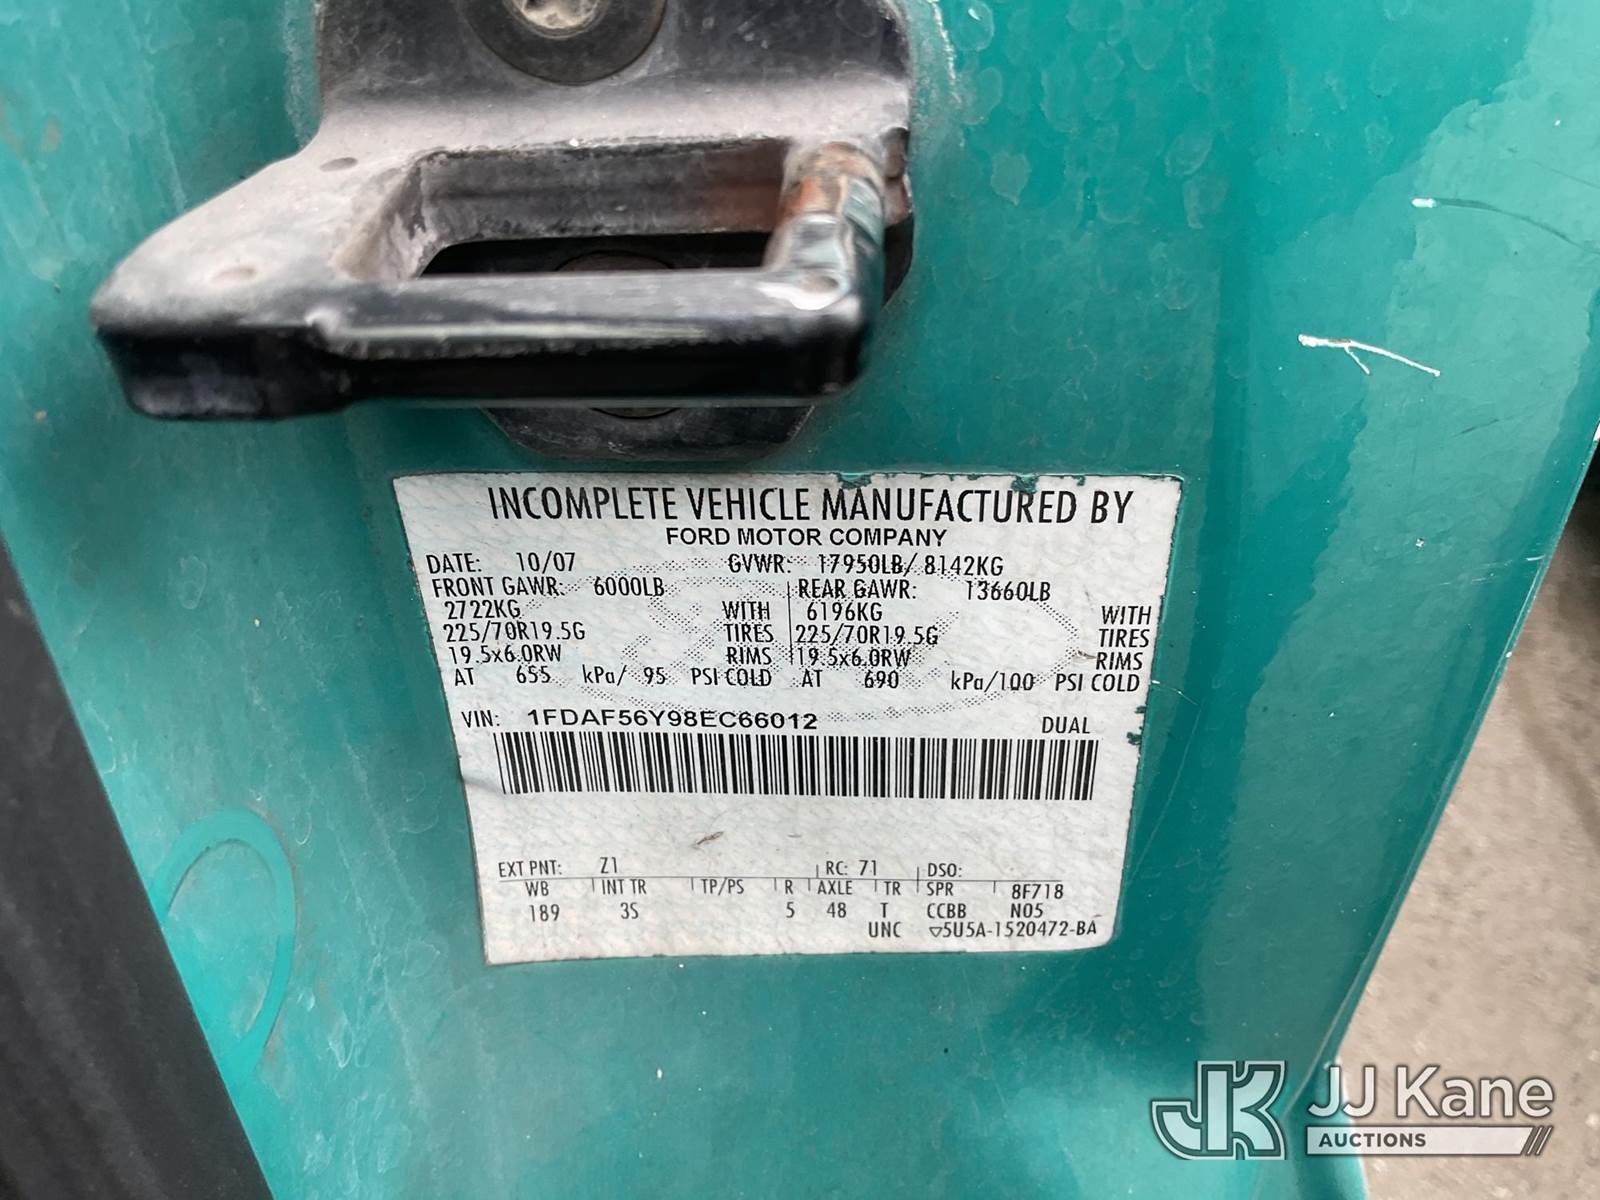 INCOMPLETE VEHICLE MANUFACTURED BY
FORD MOTOR COMPANY
DATE: 10/07 GVWR: 17950LB/ 8142KG
FRONT GAWR: 6000LB REAR GAWR: 13660LB
2722KG WITH 6196KG WITH
225/70R19.5G TIRES 225/70R19.5G TIRES
19.5x6.0RW RIMS 19.5x6.0RW RIMS
AT 655 kPa/ 95 PSI COLD AT 690 kPa/100 PSI COLD
VIN: 1FDAF56Y98EC66012 DUAL
EXT PNT: Z1 RC: 71 DSO:
WB INT TR TP/PS R AXLE TR SPR 8F718
189 3S 5 48 T CCBB N05
UNC ▽5U5A-1520472-BA
JK JJ Kane
AUCTIONS